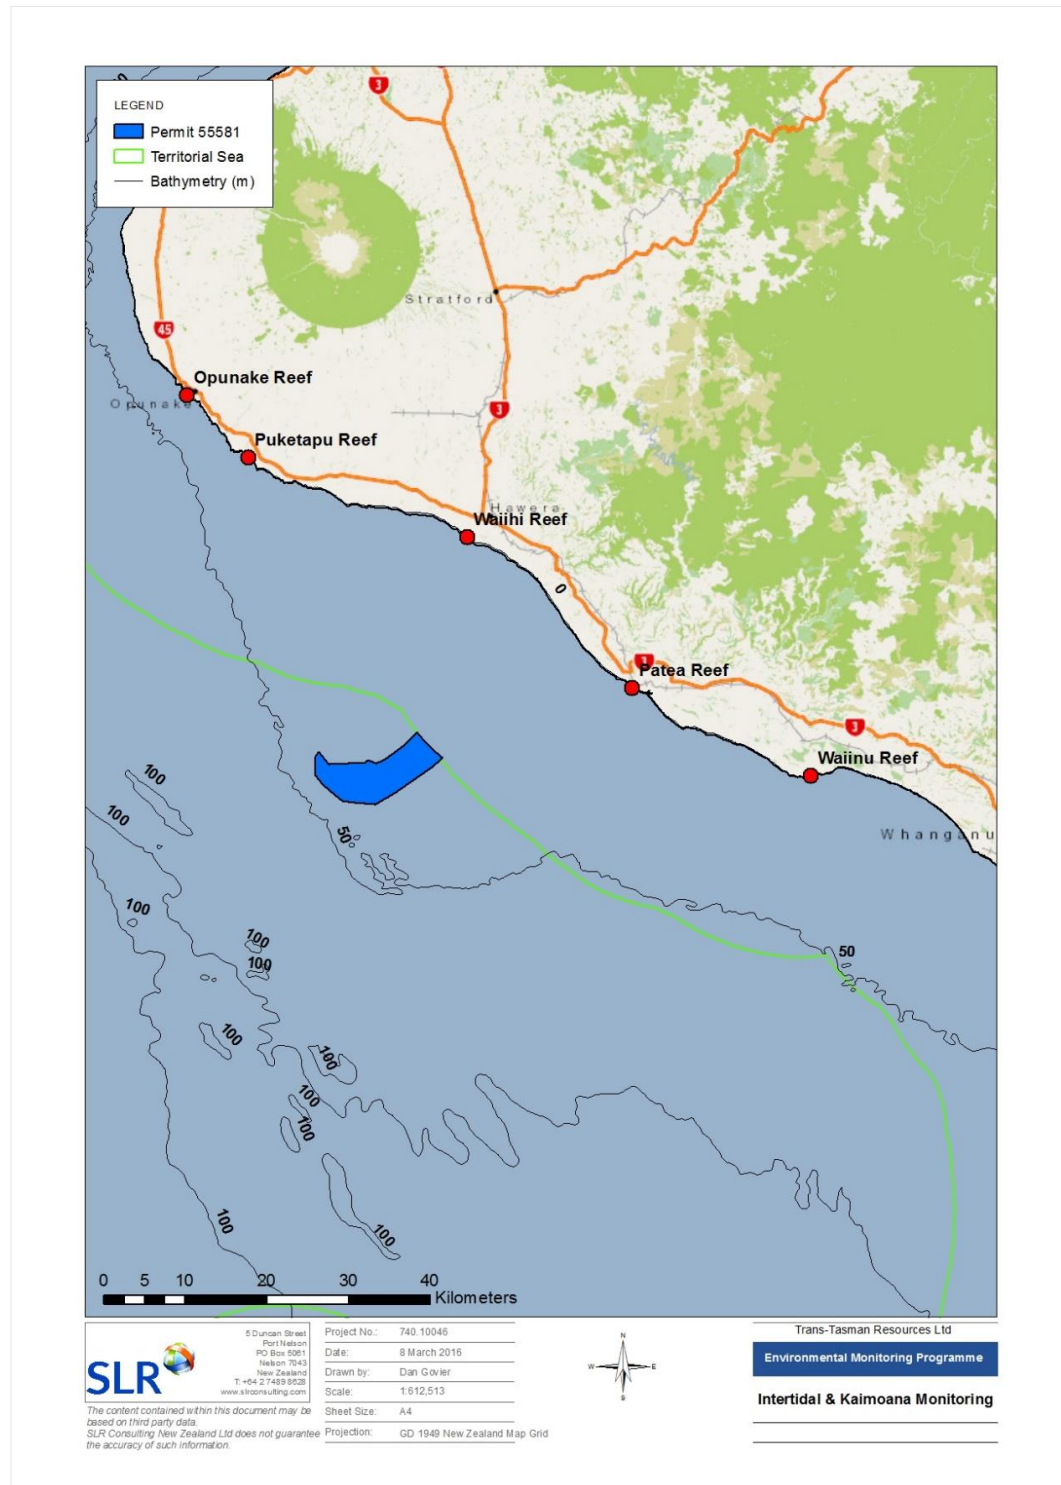 LEGEND
Permit 55581
Territorial Sea
Bathymetry (m)
3
Stratford
45
Opunake Reef
Opunake
3
Puketapu Reef
Hawera
Waiihi Reef
0
3
Patea Reef
3
Waiinu Reef
Whanganu
100
100
50
100
100
100
50
100
100
100
100
100
100
0 5 10 20 30 40
Kilometers
SLR
5 Duncan Street
Port Nelson
PO Box 5061
Nelson 7043
New Zealand
T: +64 2 7489 8628
www.slrconsulting.com
The content contained within this document may be
based on third party data.
SLR Consulting New Zealand Ltd does not guarantee
the accuracy of such information.
Project No.: 740.10046
Date: 8 March 2016
Drawn by: Dan Govier
Scale: 1:612,513
Sheet Size: A4
Projection: GD 1949 New Zealand Map Grid
N
W E
S
Trans-Tasman Resources Ltd
Environmental Monitoring Programme
Intertidal & Kaimoana Monitoring